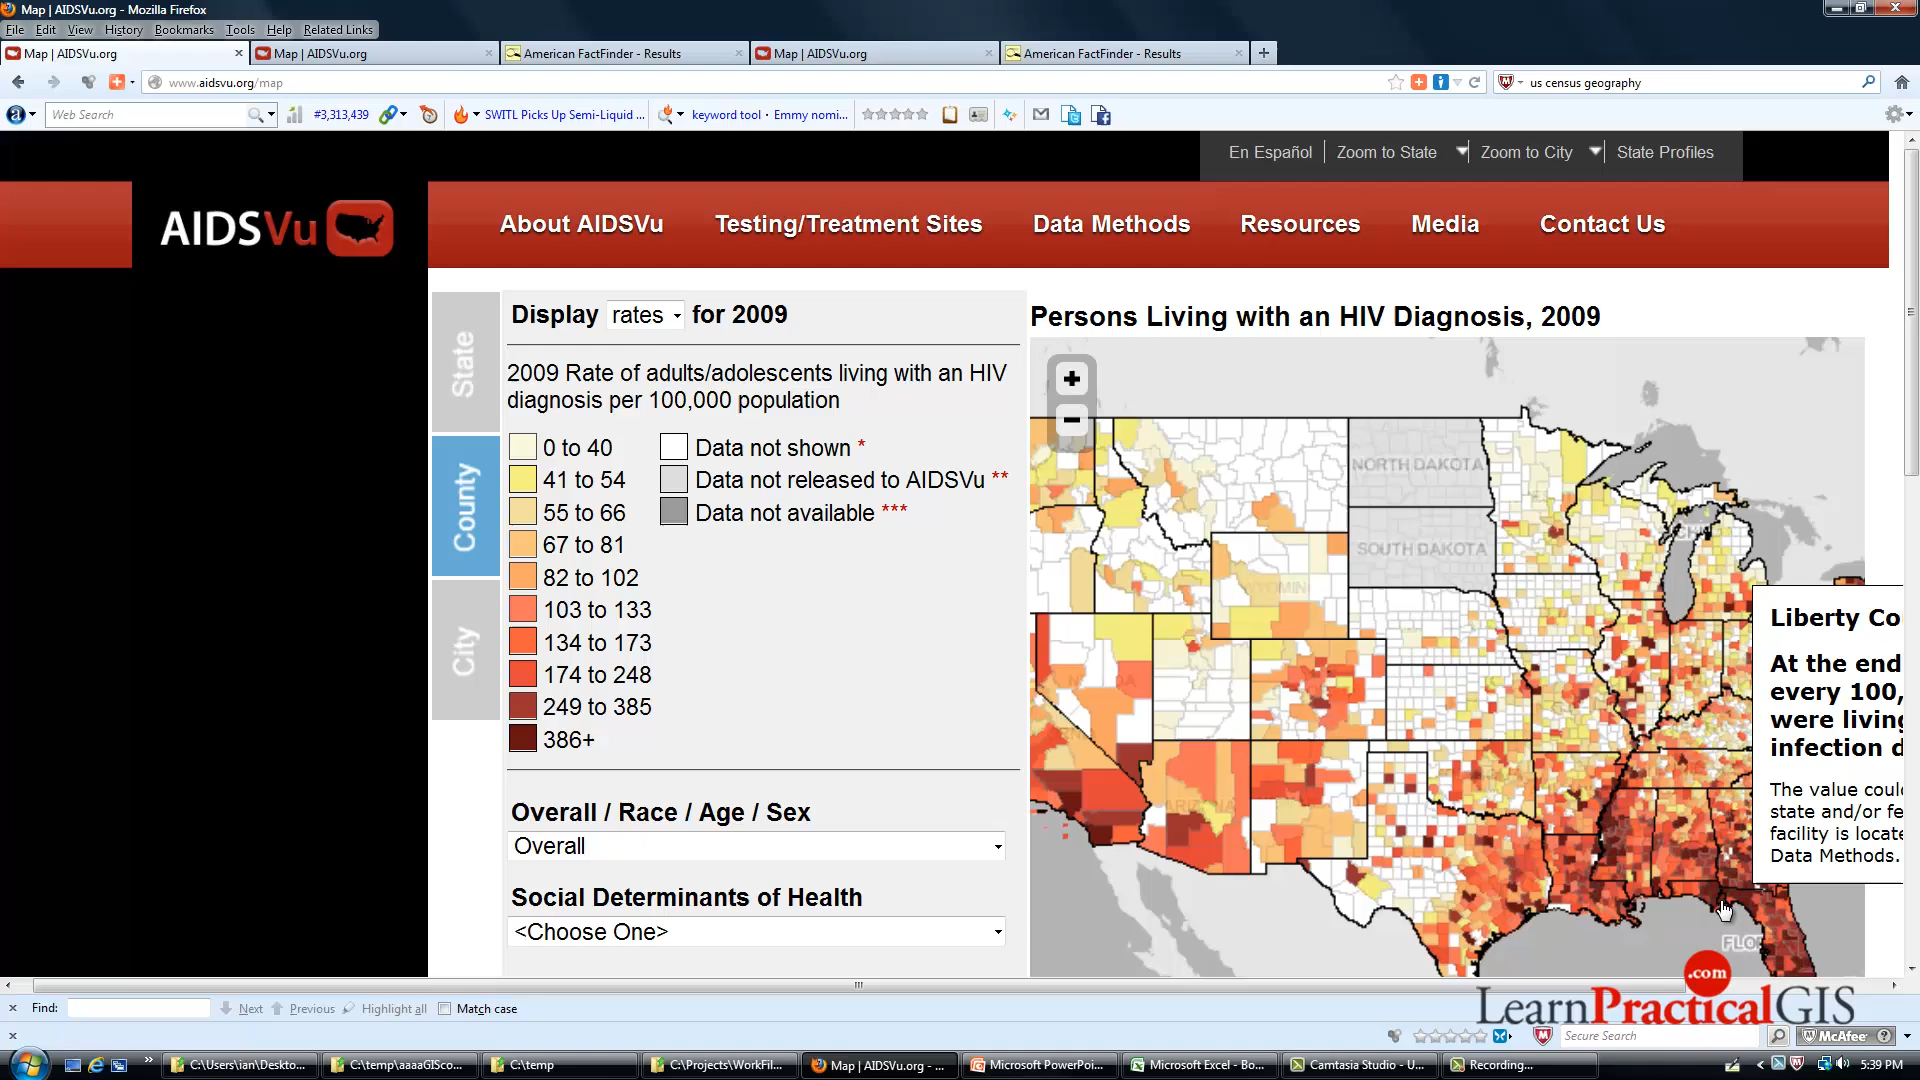 Map | AIDSVu.org - Mozilla Firefox
File Edit View History Bookmarks Tools Help Related Links
Map | AIDSVu.org
Map | AIDSVu.org
American FactFinder - Results
Map | AIDSVu.org
American FactFinder - Results
www.aidsvu.org/map
us census geography
Web Search
#3,313,439
SWITL Picks Up Semi-Liquid ...
keyword tool · Emmy nomi...
En Español
Zoom to State
Zoom to City
State Profiles
AIDSVu
About AIDSVu
Testing/Treatment Sites
Data Methods
Resources
Media
Contact Us
State
County
City
Display rates for 2009
2009 Rate of adults/adolescents living with an HIV
diagnosis per 100,000 population
0 to 40
41 to 54
55 to 66
67 to 81
82 to 102
103 to 133
134 to 173
174 to 248
249 to 385
386+
Data not shown *
Data not released to AIDSVu **
Data not available ***
Overall / Race / Age / Sex
Overall
Social Determinants of Health
<Choose One>
Persons Living with an HIV Diagnosis, 2009
NORTH DAKOTA
SOUTH DAKOTA
Liberty Co
At the end
every 100,
were living
infection d
The value coul
state and/or fe
facility is locate
Data Methods.
FLO
.com
LearnPracticalGIS
Find:
Next
Previous
Highlight all
Match case
Secure Search
McAfee
C:\Users\ian\Deskto...
C:\temp\aaaaGISco...
C:\temp
C:\Projects\WorkFil...
Map | AIDSVu.org - ...
Microsoft PowerPoi...
Microsoft Excel - Bo...
Camtasia Studio - U...
Recording...
5:39 PM